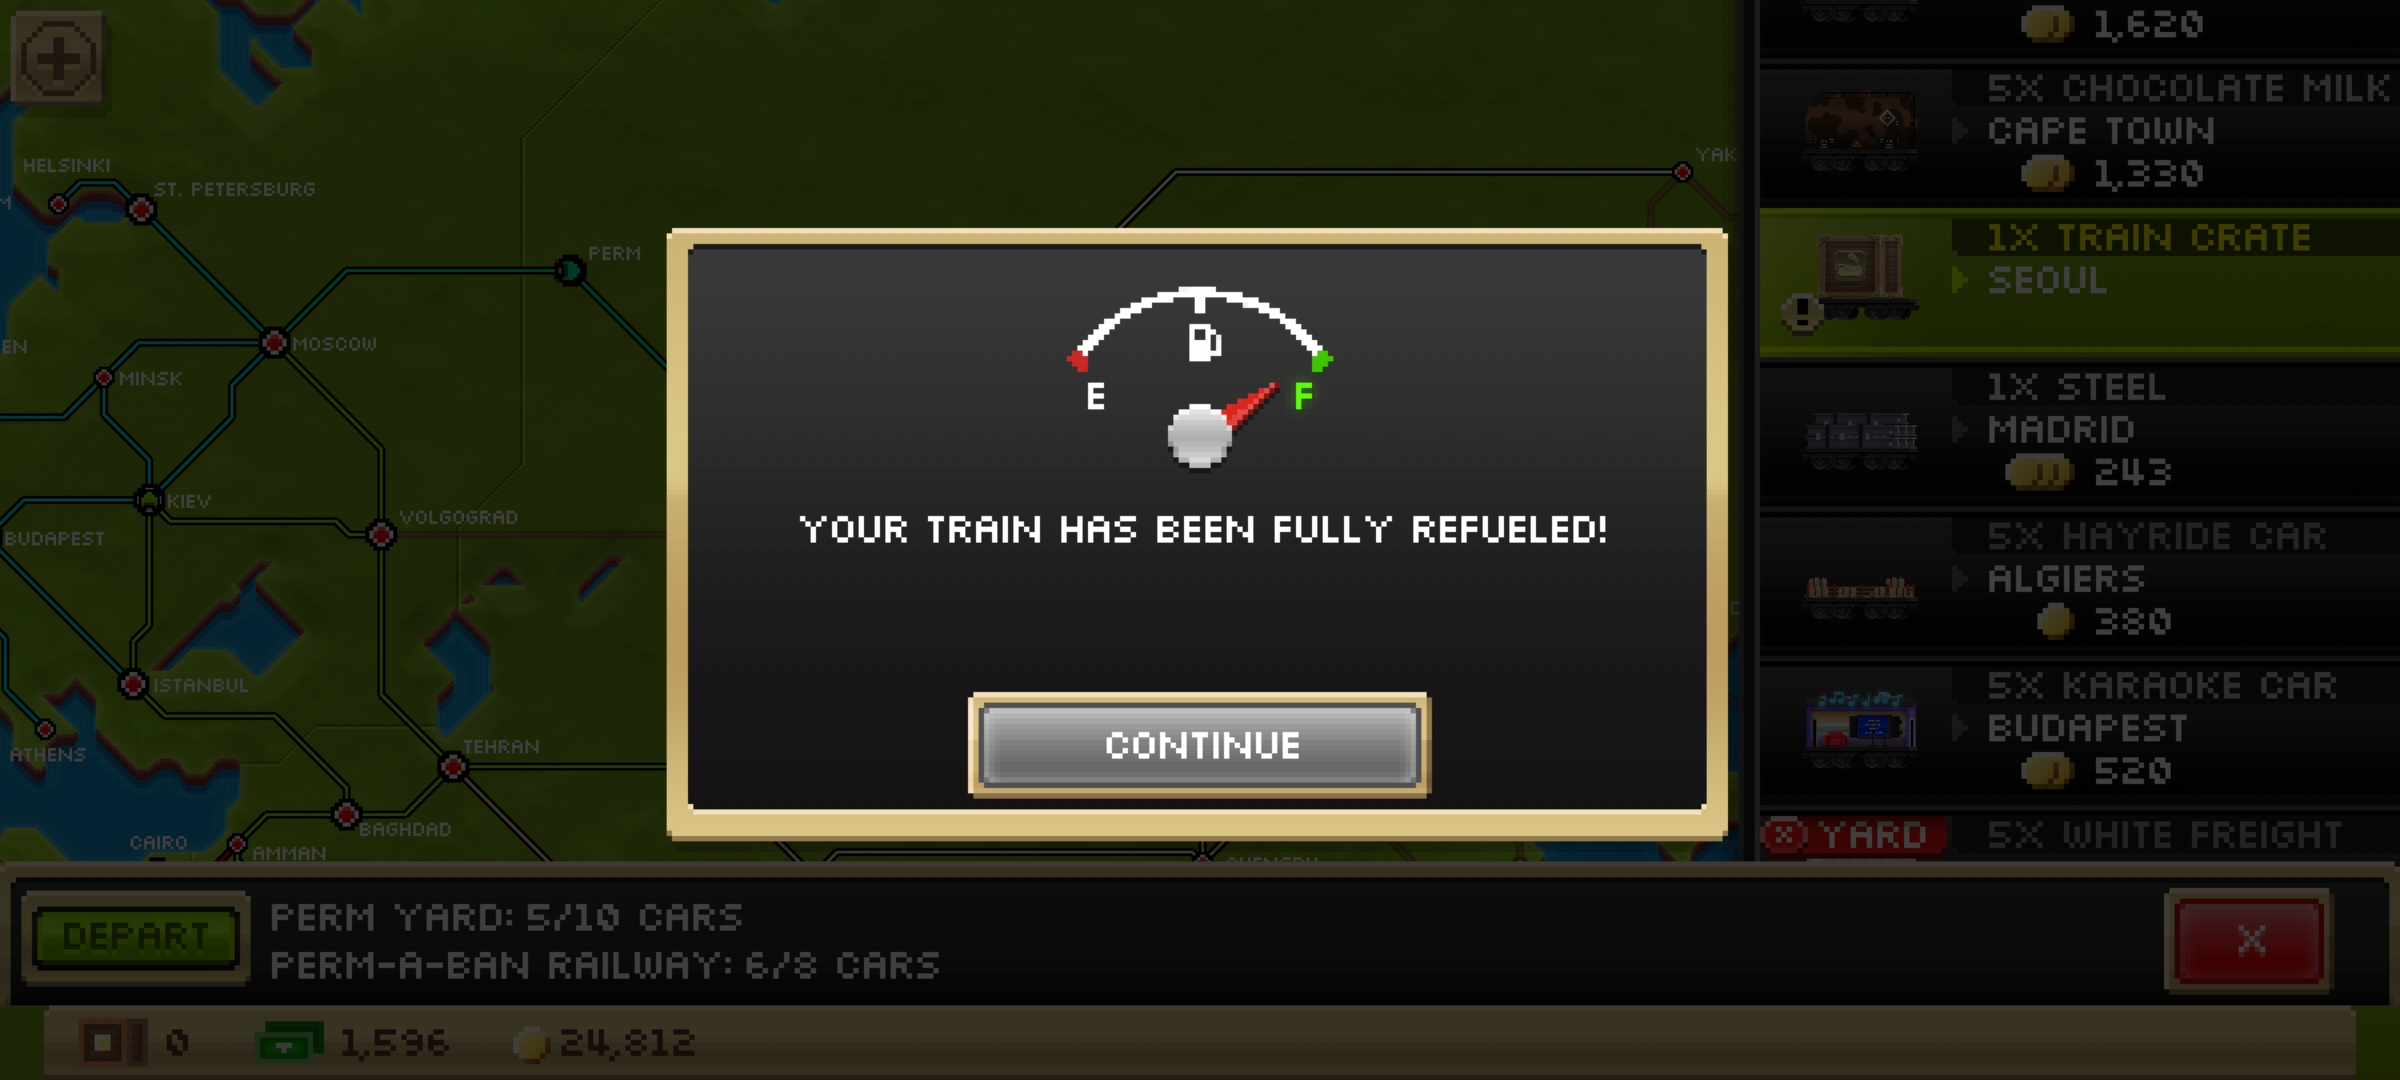 1,620
5X CHOCOLATE MILK
CAPE TOWN
1,330
1X TRAIN CRATE
SEOUL
1X STEEL
MADRID
243
5X HAYRIDE CAR
ALGIERS
380
5X KARAOKE CAR
BUDAPEST
520
X YARD
5X WHITE FREIGHT
HELSINKI
ST. PETERSBURG
YAK
PERM
MOSCOW
EN
MINSK
KIEV
VOLGOGRAD
BUDAPEST
ISTANBUL
ATHENS
TEHRAN
BAGHDAD
CAIRO
AMMAN
E
F
YOUR TRAIN HAS BEEN FULLY REFUELED!
CONTINUE
DEPART
PERM YARD: 5/10 CARS
PERM-A-BAN RAILWAY: 6/8 CARS
X
0
1,596
24,812